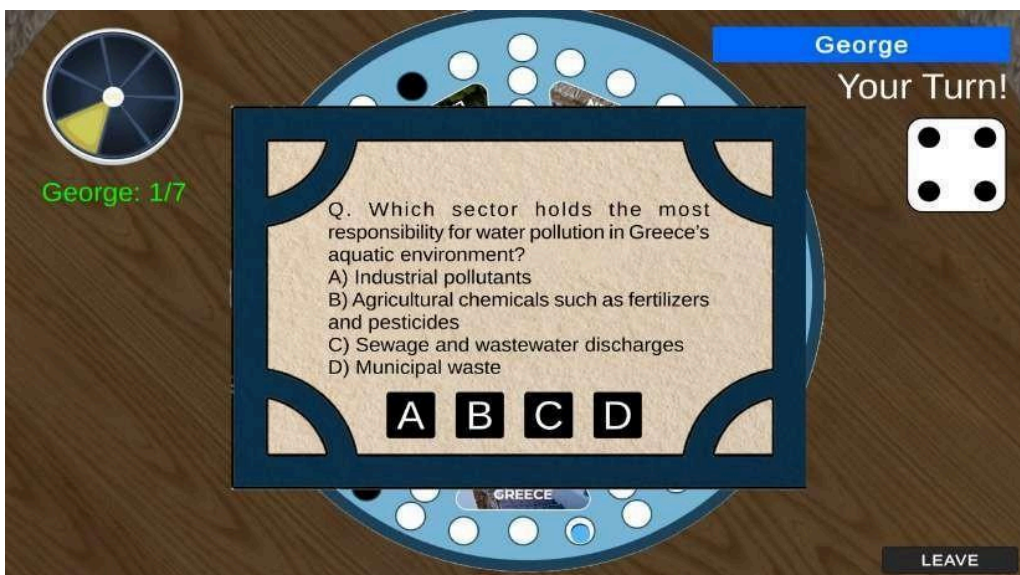 George
Your Turn!
George: 1/7
Q. Which sector holds the most
responsibility for water pollution in Greece's
aquatic environment?
A) Industrial pollutants
B) Agricultural chemicals such as fertilizers
and pesticides
C) Sewage and wastewater discharges
D) Municipal waste
A B C D
GREECE
LEAVE